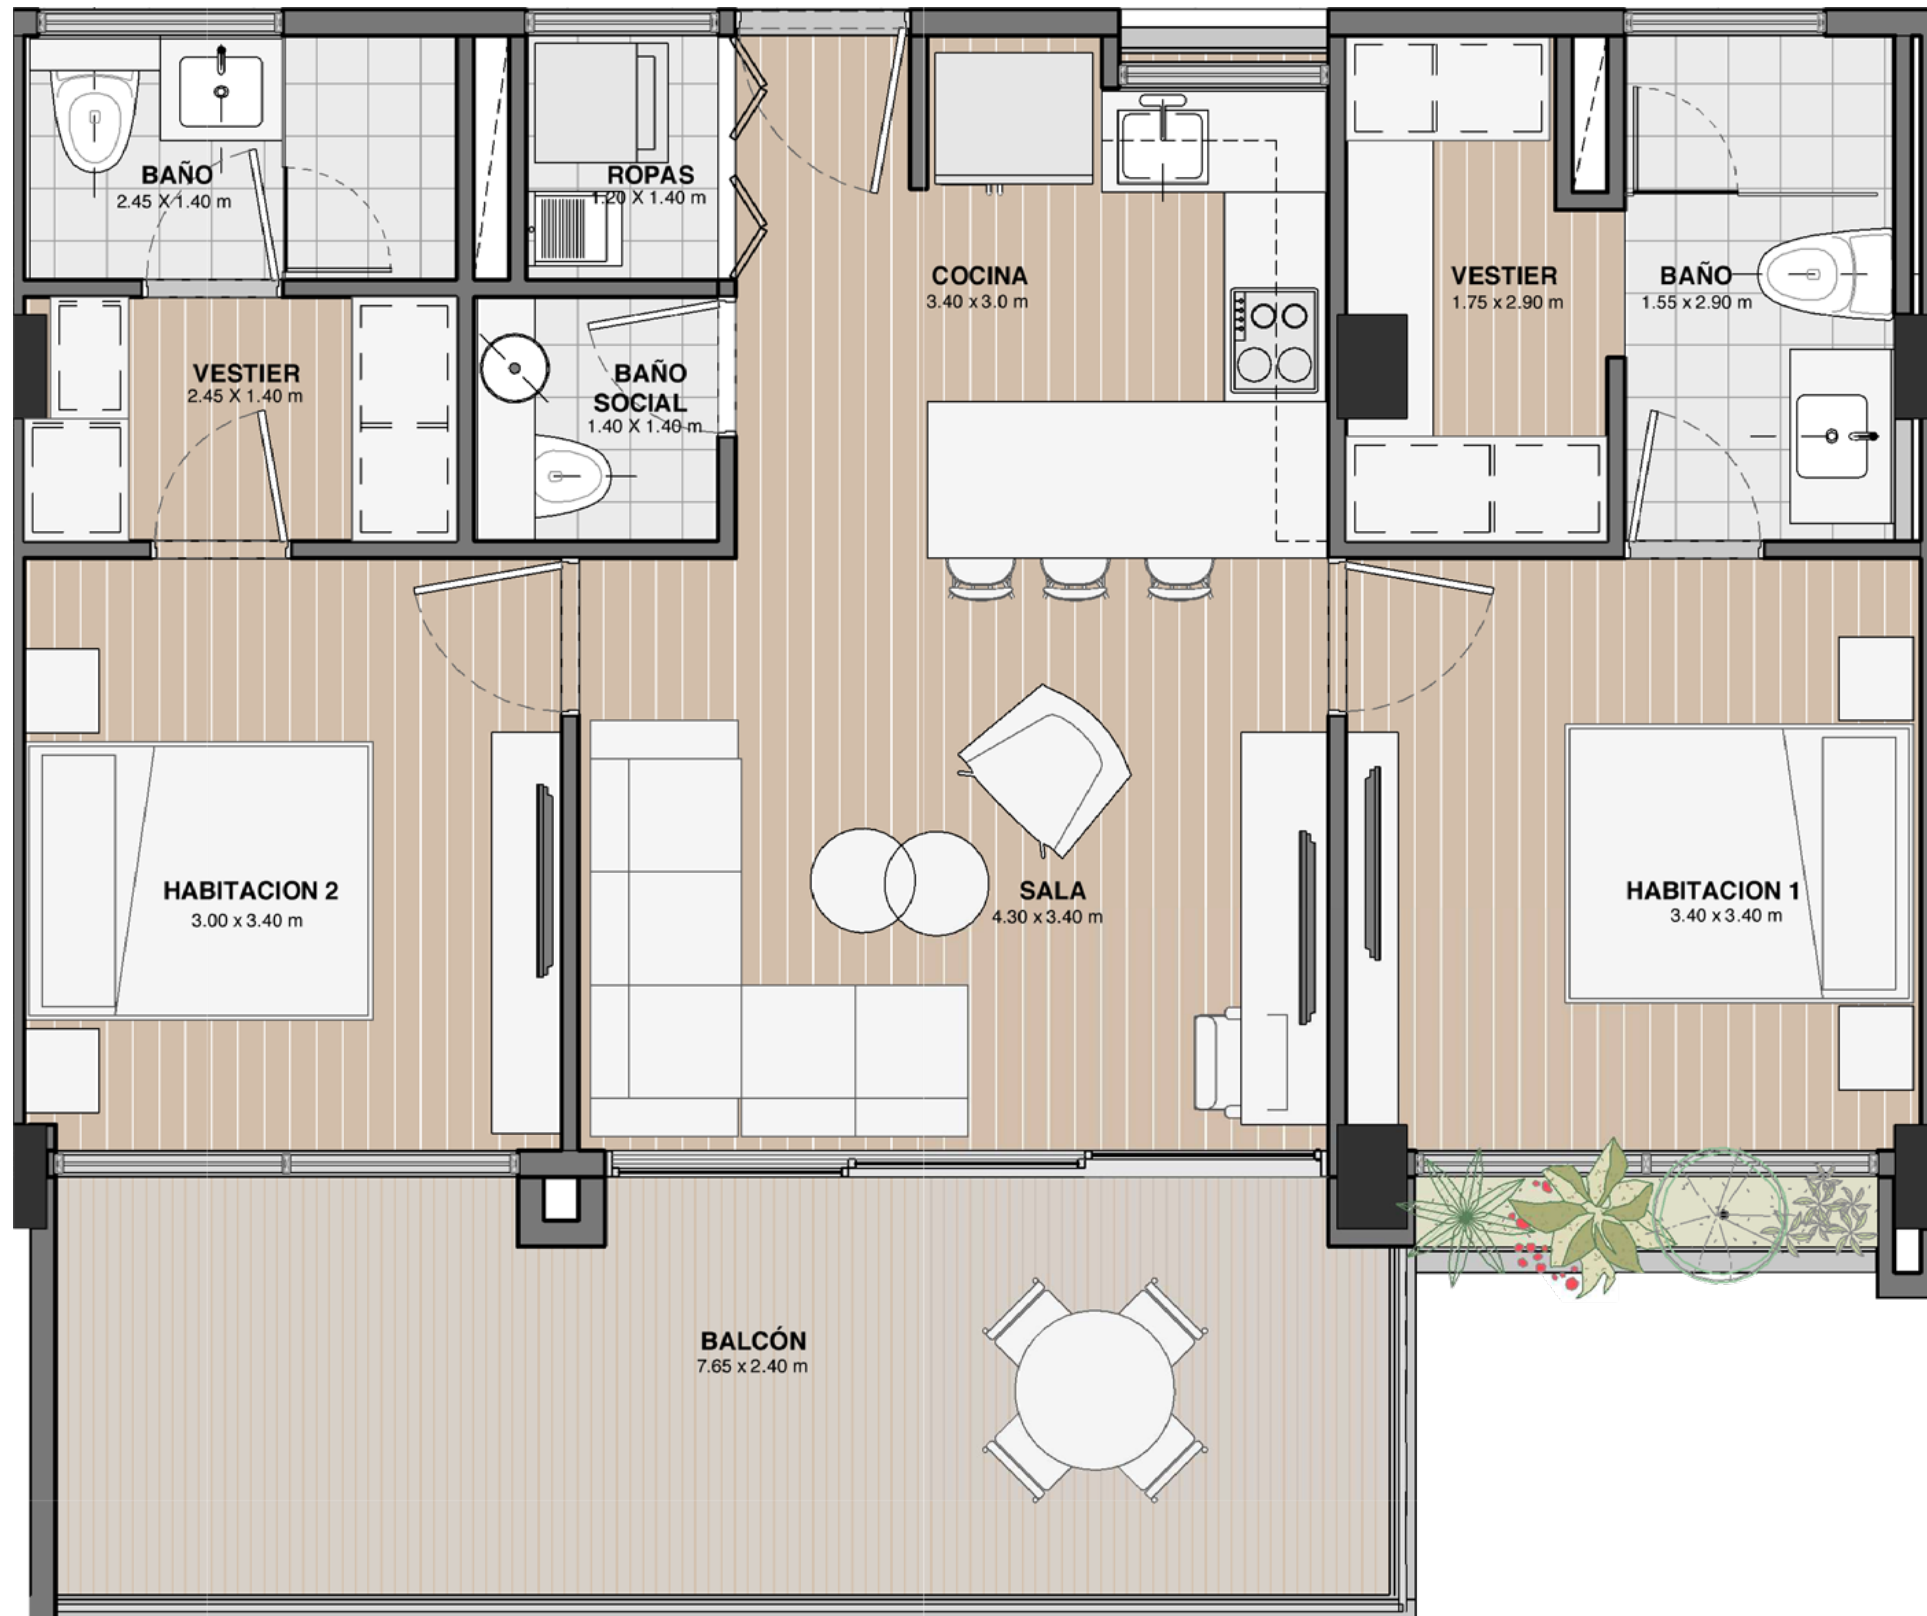 BAÑO
2.45 X 1.40 m
ROPAS
1.20 X 1.40 m
COCINA
3.40 x 3.0 m
VESTIER
1.75 x 2.90 m
BAÑO
1.55 x 2.90 m
VESTIER
2.45 X 1.40 m
BAÑO
SOCIAL
1.40 X 1.40 m
HABITACION 2
3.00 x 3.40 m
SALA
4.30 x 3.40 m
HABITACION 1
3.40 x 3.40 m
BALCÓN
7.65 x 2.40 m